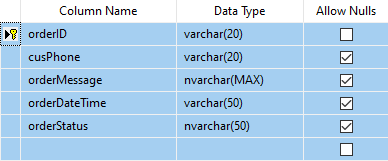 Column Name Data Type Allow Nulls
orderID varchar(20)
cusPhone varchar(20)
orderMessage nvarchar(MAX)
orderDateTime varchar(50)
orderStatus nvarchar(50)